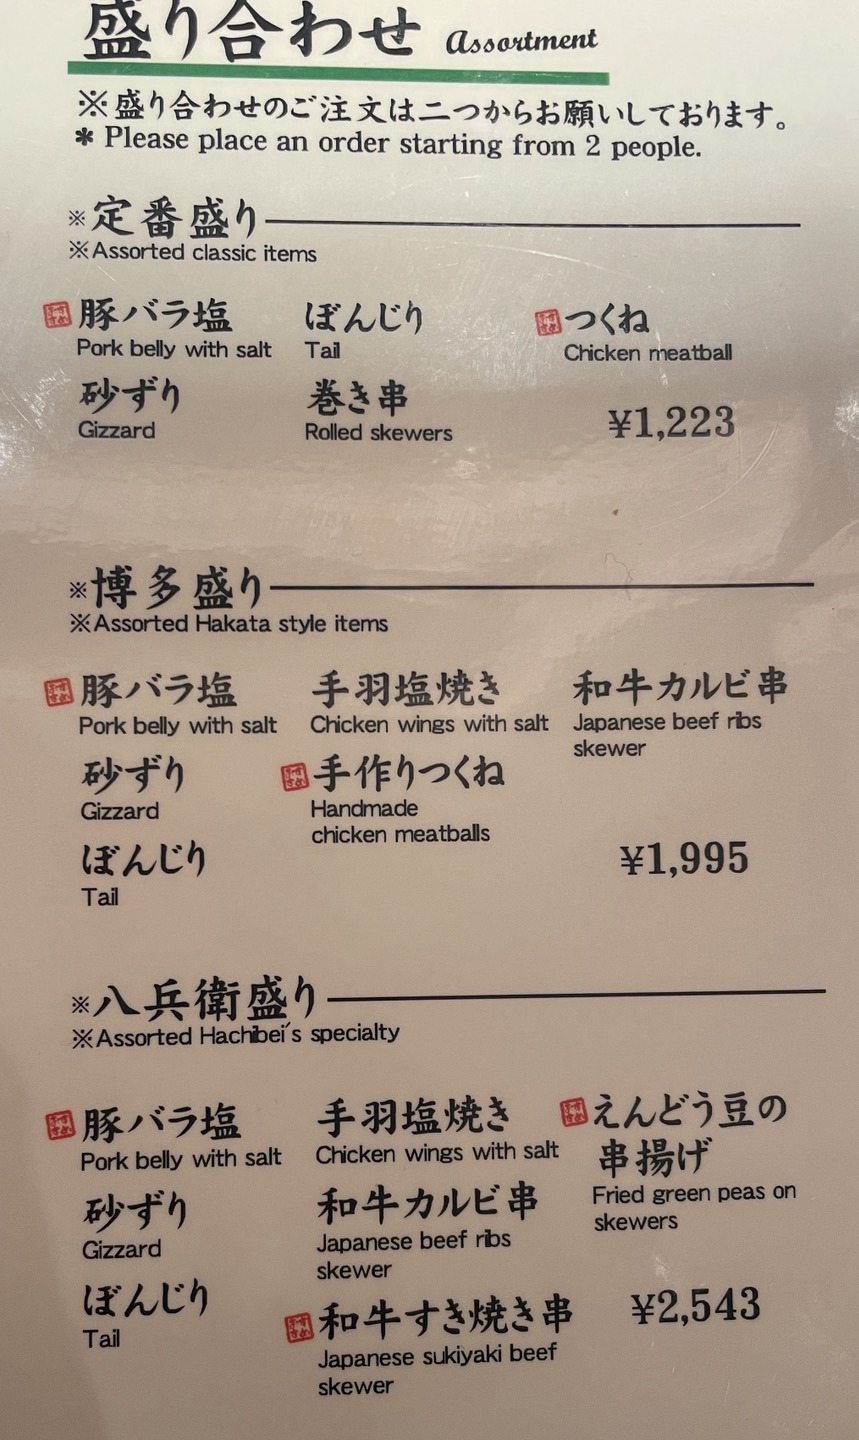 盛り合わせ Assortment
※盛り合わせのご注文は二つからお願いしております。
* Please place an order starting from 2 people.
※定番盛り
※Assorted classic items
豚バラ塩 ぼんじり つくね
Pork belly with salt Tail Chicken meatball
砂ずり 巻き串
Gizzard Rolled skewers ¥1,223
※博多盛り
※Assorted Hakata style items
豚バラ塩 手羽塩焼き 和牛カルビ串
Pork belly with salt Chicken wings with salt Japanese beef ribs
skewer
砂ずり 手作りつくね
Gizzard Handmade
chicken meatballs
ぼんじり ¥1,995
Tail
※八兵衛盛り
※Assorted Hachibei's specialty
豚バラ塩 手羽塩焼き えんどう豆の
串揚げ
Pork belly with salt Chicken wings with salt
Fried green peas on
skewers
砂ずり 和牛カルビ串
Gizzard Japanese beef ribs
skewer
ぼんじり 和牛すき焼き串 ¥2,543
Tail Japanese sukiyaki beef
skewer